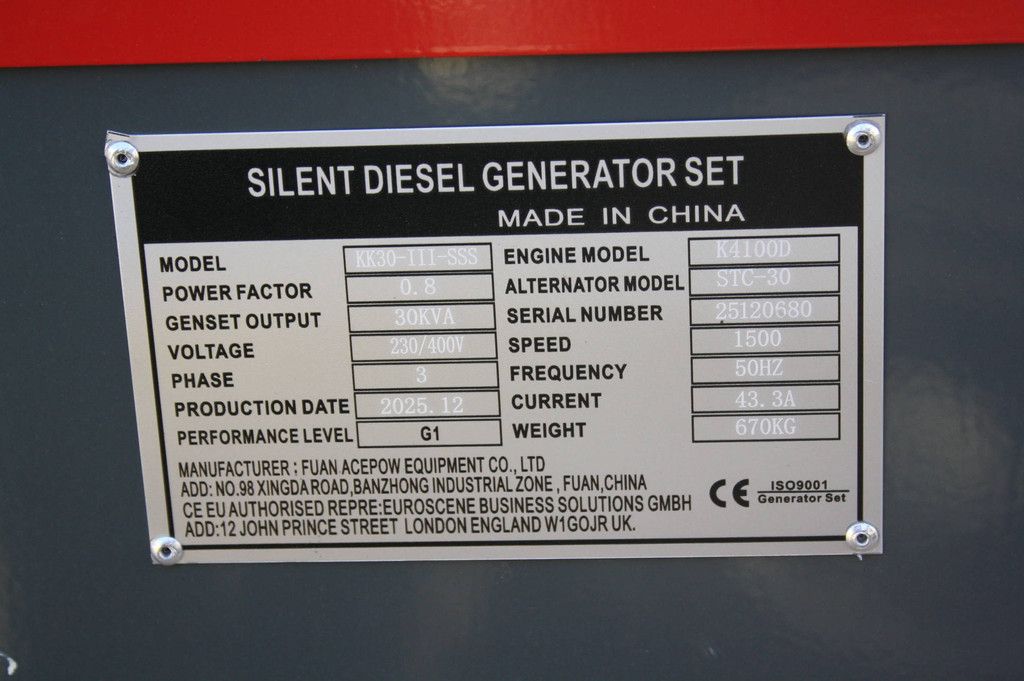 SILENT DIESEL GENERATOR SET
MADE IN CHINA
MODEL KK30-III-SSS ENGINE MODEL K4100D
POWER FACTOR 0.8 ALTERNATOR MODEL STC-30
GENSET OUTPUT 30KVA SERIAL NUMBER 25120680
VOLTAGE 230/400V SPEED 1500
PHASE 3 FREQUENCY 50HZ
PRODUCTION DATE 2025.12 CURRENT 43.3A
PERFORMANCE LEVEL G1 WEIGHT 670KG
MANUFACTURER : FUAN ACEPOW EQUIPMENT CO., LTD
ADD: NO.98 XINGDA ROAD,BANZHONG INDUSTRIAL ZONE , FUAN,CHINA
CE EU AUTHORISED REPRE:EUROSCENE BUSINESS SOLUTIONS GMBH
ADD:12 JOHN PRINCE STREET LONDON ENGLAND W1GOJR UK.
CE ISO9001
Generator Set